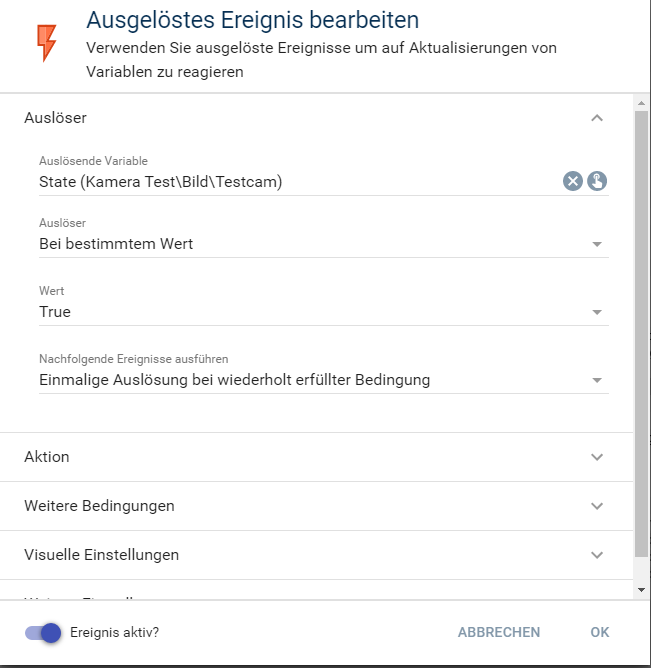 Ausgelöstes Ereignis bearbeiten
Verwenden Sie ausgelöste Ereignisse um auf Aktualisierungen von
Variablen zu reagieren
Auslöser
Auslösende Variable
State (Kamera Test\Bild\Testcam)
Auslöser
Bei bestimmtem Wert
Wert
True
Nachfolgende Ereignisse ausführen
Einmalige Auslösung bei wiederholt erfüllter Bedingung
Aktion
Weitere Bedingungen
Visuelle Einstellungen
Ereignis aktiv?
ABBRECHEN
OK